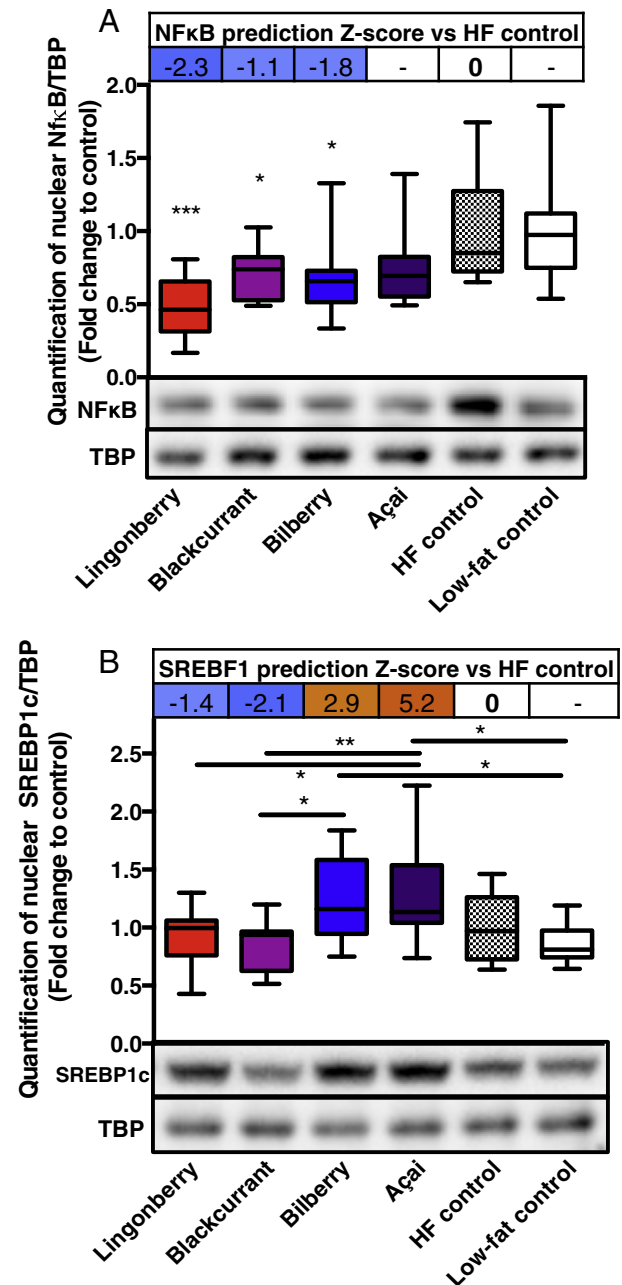 A
NFκB prediction Z-score vs HF control
-2.3 -1.1 -1.8 - 0 -
Quantification of nuclear NfκB/TBP
(Fold change to control)
2.0
1.5
1.0
0.5
0.0
*** * *
NFκB
TBP
Lingonberry
Blackcurrant
Bilberry
Açai
HF control
Low-fat control
B
SREBF1 prediction Z-score vs HF control
-1.4 -2.1 2.9 5.2 0 -
Quantification of nuclear SREBP1c/TBP
(Fold change to control)
2.5
2.0
1.5
1.0
0.5
0.0
*
**
* *
*
SREBP1c
TBP
Lingonberry
Blackcurrant
Bilberry
Açai
HF control
Low-fat control